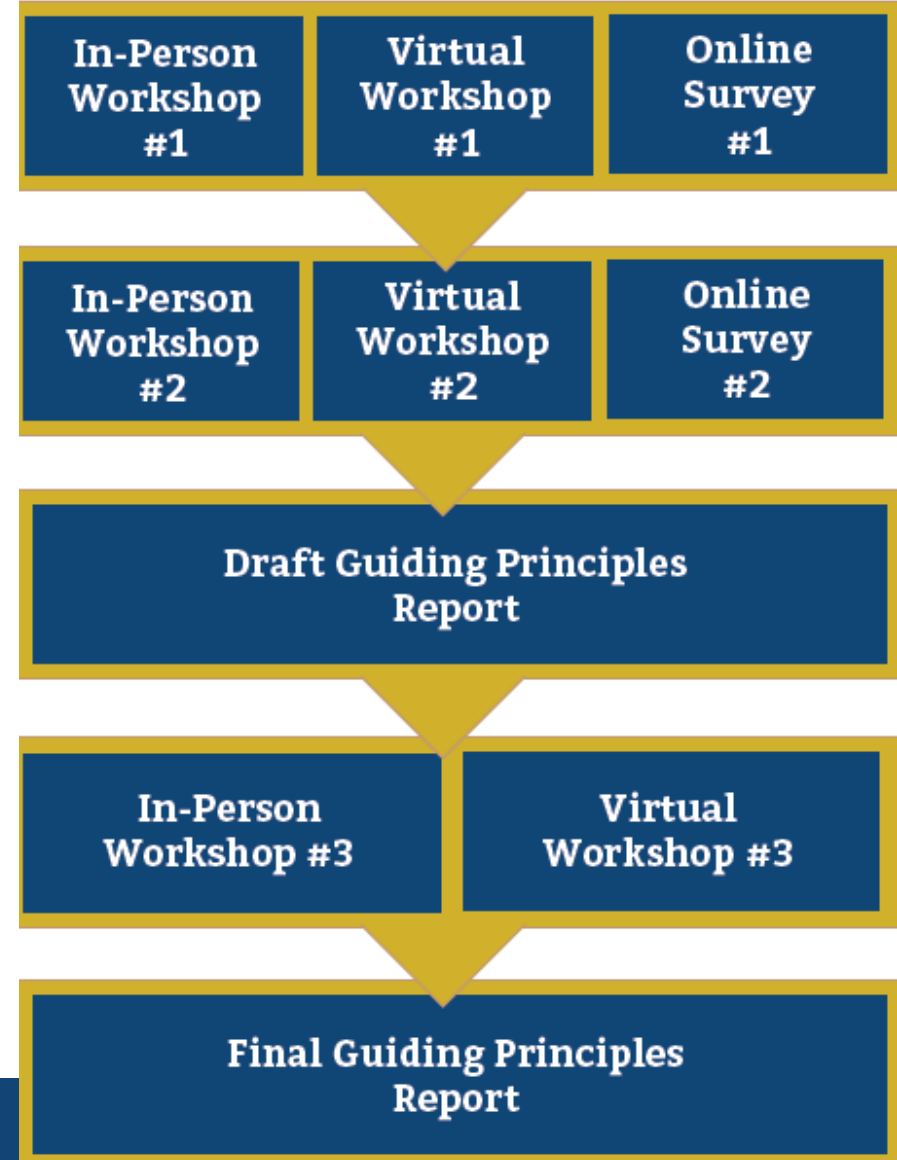 In-Person
Workshop
#1
Virtual
Workshop
#1
Online
Survey
#1
In-Person
Workshop
#2
Virtual
Workshop
#2
Online
Survey
#2
Draft Guiding Principles
Report
In-Person
Workshop #3
Virtual
Workshop #3
Final Guiding Principles
Report